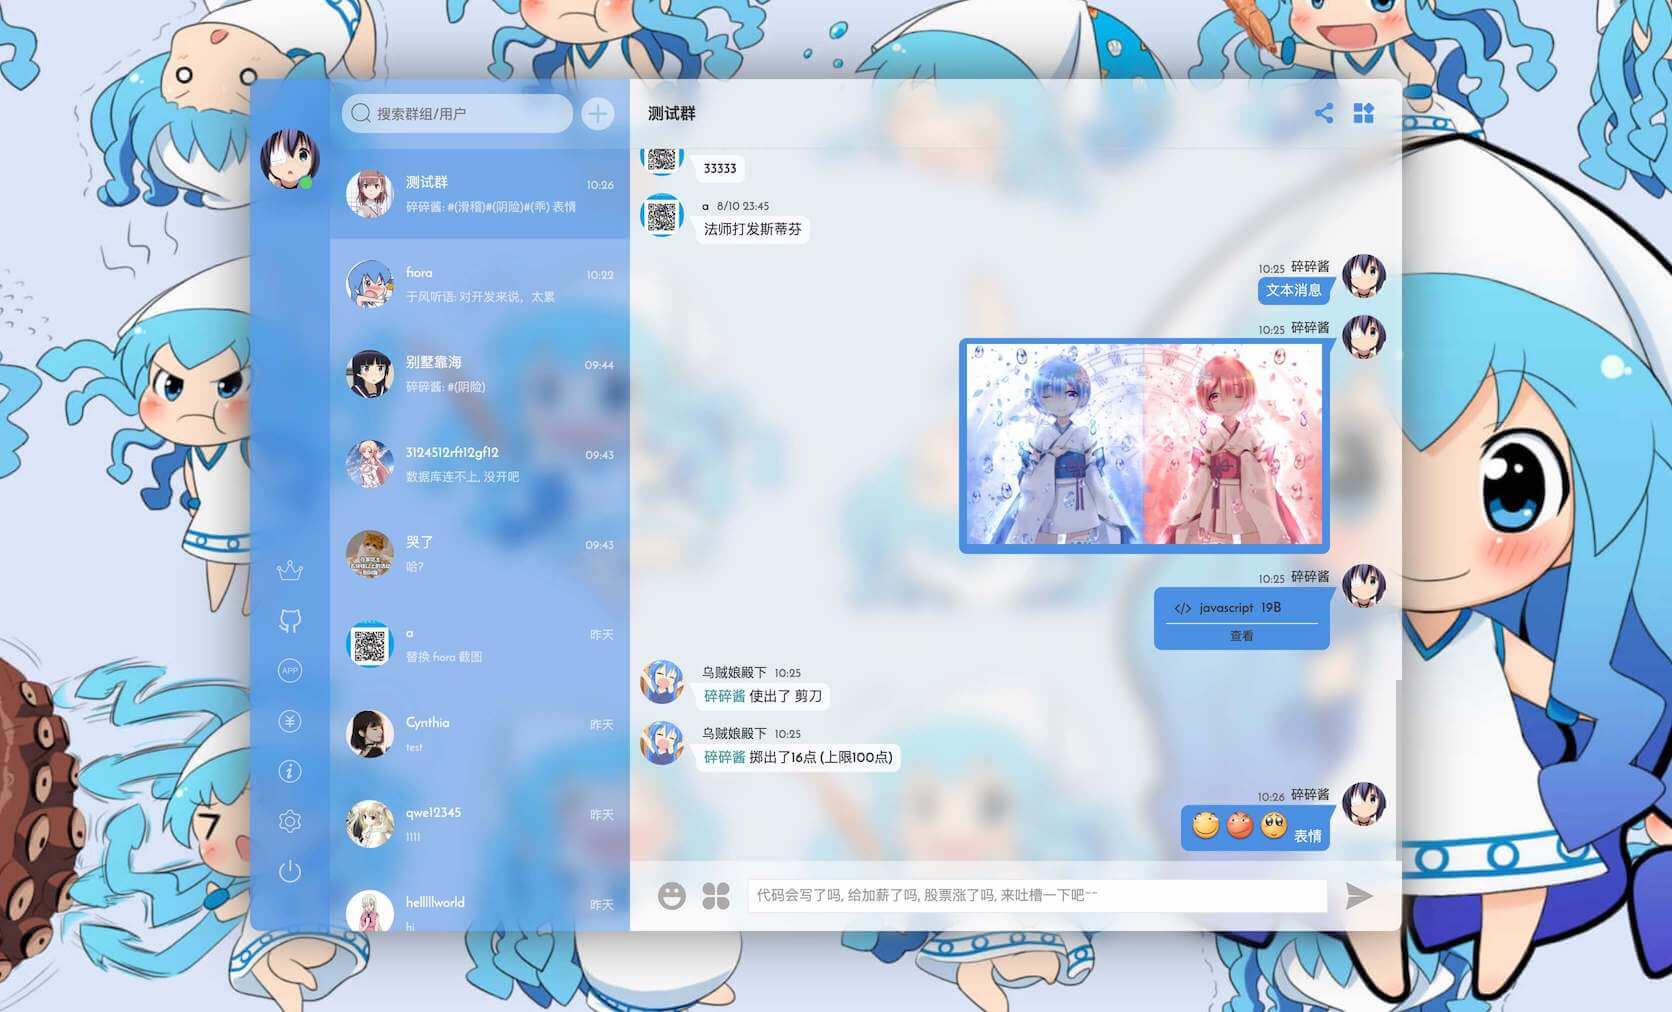 搜索群组/用户
测试群
10:26
碎碎酱: #(滑稽)#(阴险)#(乖) 表情
fiora
10:22
于风听语: 对开发来说，太累
别墅靠海
09:44
碎碎酱: #(阴险)
3124512rft12gf12
09:43
数据库连不上, 没开吧
哭了
09:43
哈?
a
昨天
替换 fiora 截图
Cynthia
昨天
test
qwe12345
昨天
1111
helllllworld
昨天
hi
APP
测试群
33333
a 8/10 23:45
法师打发斯蒂芬
10:25 碎碎酱
文本消息
10:25 碎碎酱
10:25 碎碎酱
</> javascript 19B
查看
乌贼娘殿下 10:25
碎碎酱 使出了 剪刀
乌贼娘殿下 10:25
碎碎酱 掷出了16点 (上限100点)
10:26 碎碎酱
表情
代码会写了吗, 给加薪了吗, 股票涨了吗, 来吐槽一下吧~~